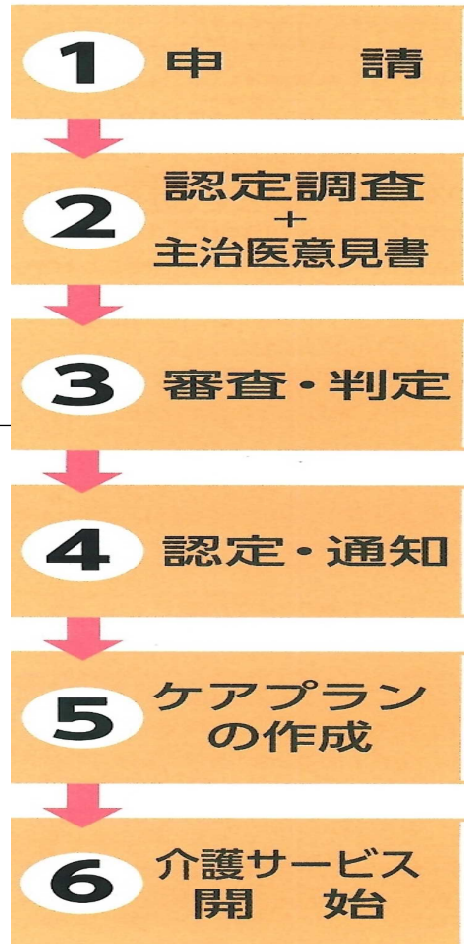 1 申　請
2 認定調査
+
主治医意見書
3 審査・判定
4 認定・通知
5 ケアプラン
の作成
6 介護サービス
開　始